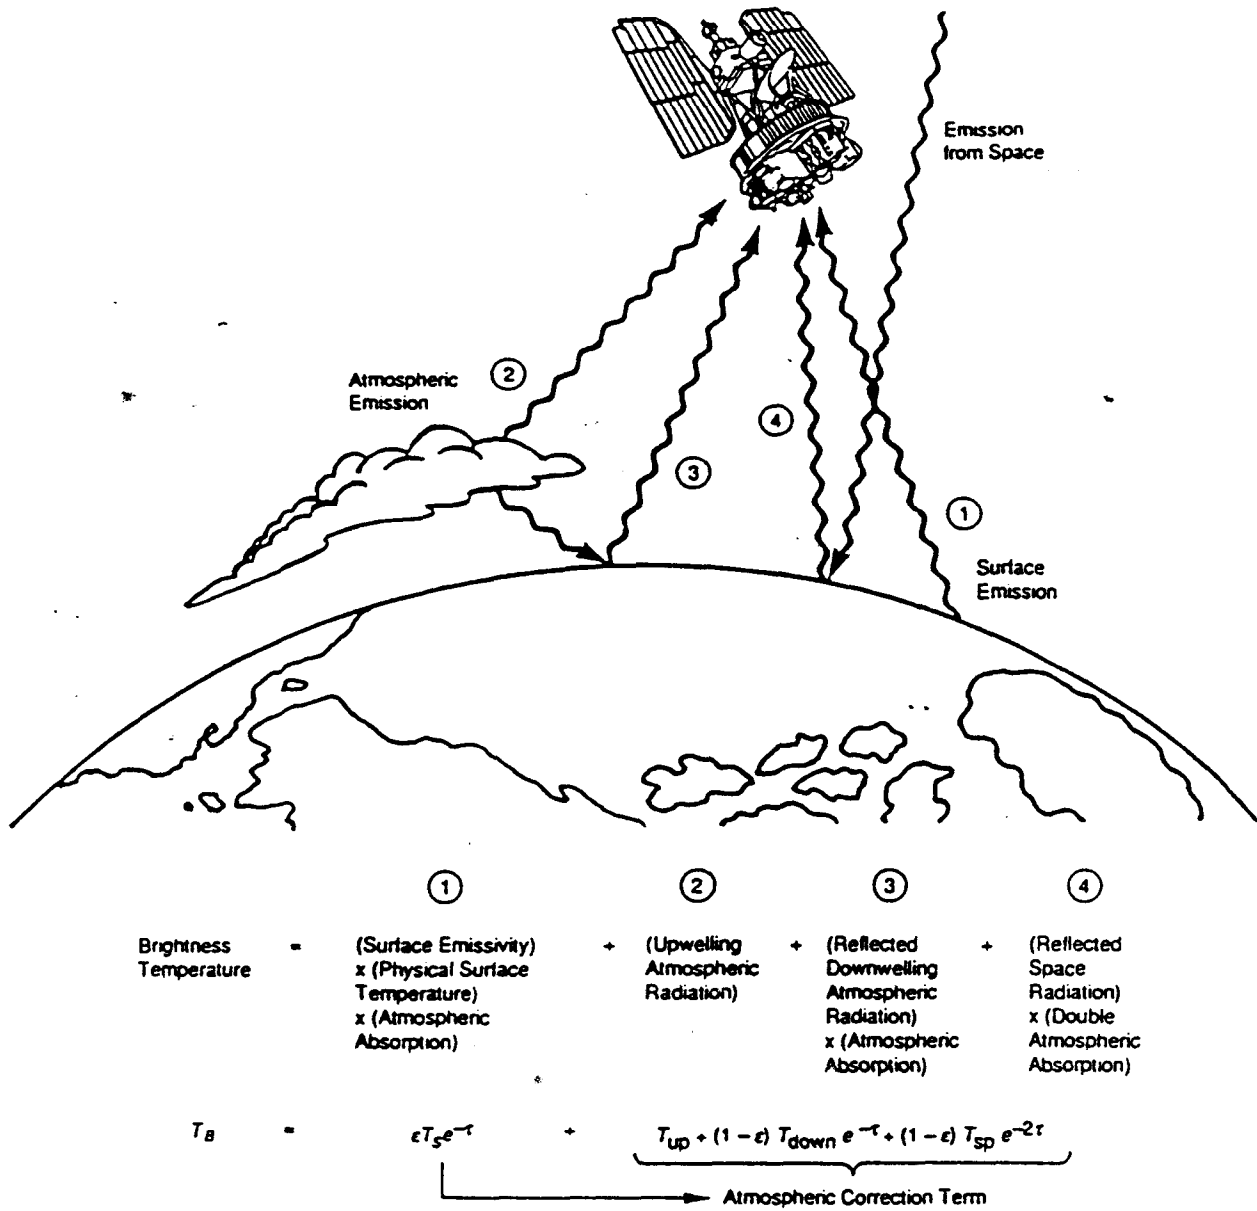 Emission
from Space
Atmospheric
Emission
2
4
3
1
Surface
Emission
1 2 3 4
Brightness = (Surface Emissivity) + (Upwelling + (Reflected + (Reflected
Temperature x (Physical Surface Atmospheric Downwelling Space
Temperature) Radiation) Atmospheric Radiation)
x (Atmospheric Radiation) x (Double
Absorption) x (Atmospheric Atmospheric
Absorption) Absorption)
T_B = εT_s e^{-τ} + T_up + (1 - ε) T_down e^{-τ} + (1 - ε) T_sp e^{-2τ}
Atmospheric Correction Term